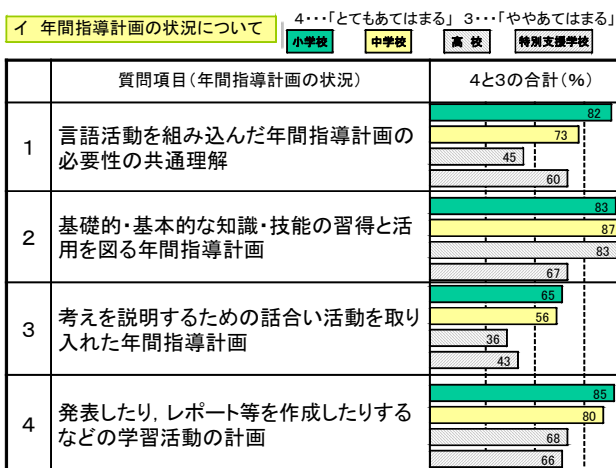 イ 年間指導計画の状況について
4･･･「とてもあてはまる」 3･･･「ややあてはまる」
小学校 中学校 高校 特別支援学校
質問項目(年間指導計画の状況) 4と3の合計(%)
1 言語活動を組み込んだ年間指導計画の
必要性の共通理解
82
73
45
60
2 基礎的・基本的な知識・技能の習得と活
用を図る年間指導計画
83
87
83
67
3 考えを説明するための話合い活動を取り
入れた年間指導計画
65
56
36
43
4 発表したり,レポート等を作成したりする
などの学習活動の計画
85
80
68
66